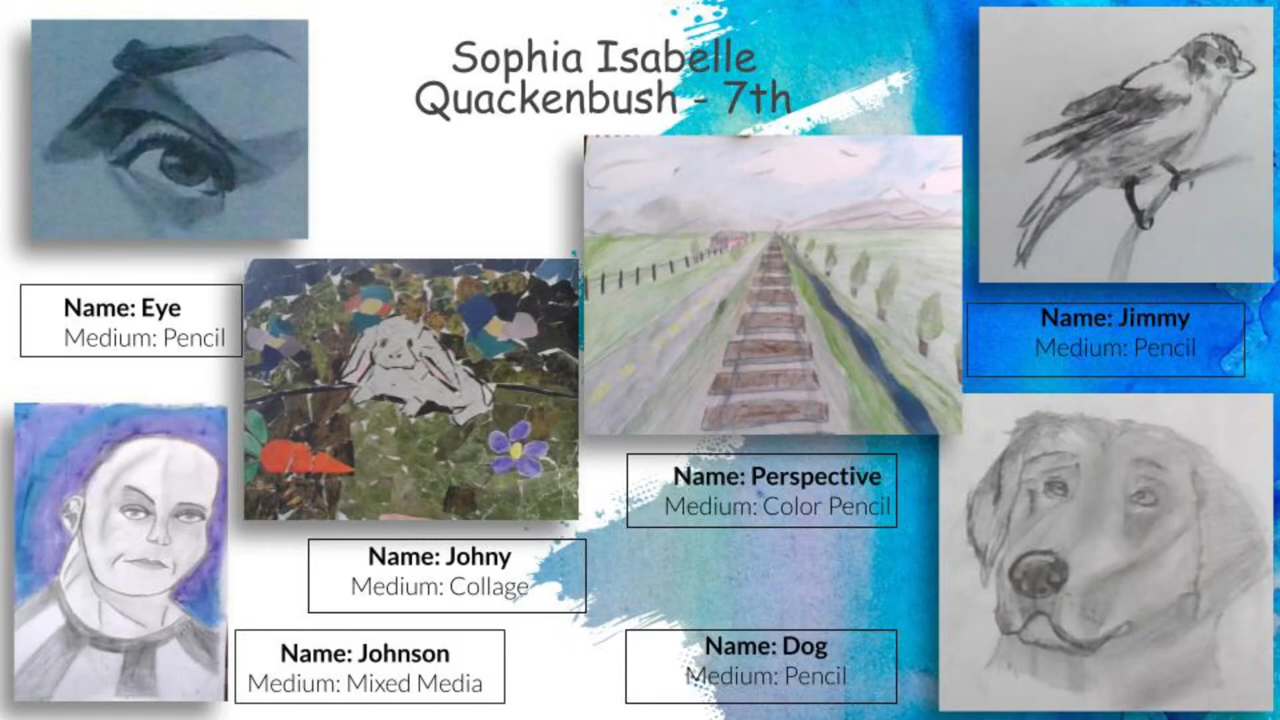 Sophia Isabelle
Quackenbush - 7th
Name: Eye
Medium: Pencil
Name: Jimmy
Medium: Pencil
Name: Perspective
Medium: Color Pencil
Name: Johny
Medium: Collage
Name: Johnson
Medium: Mixed Media
Name: Dog
Medium: Pencil